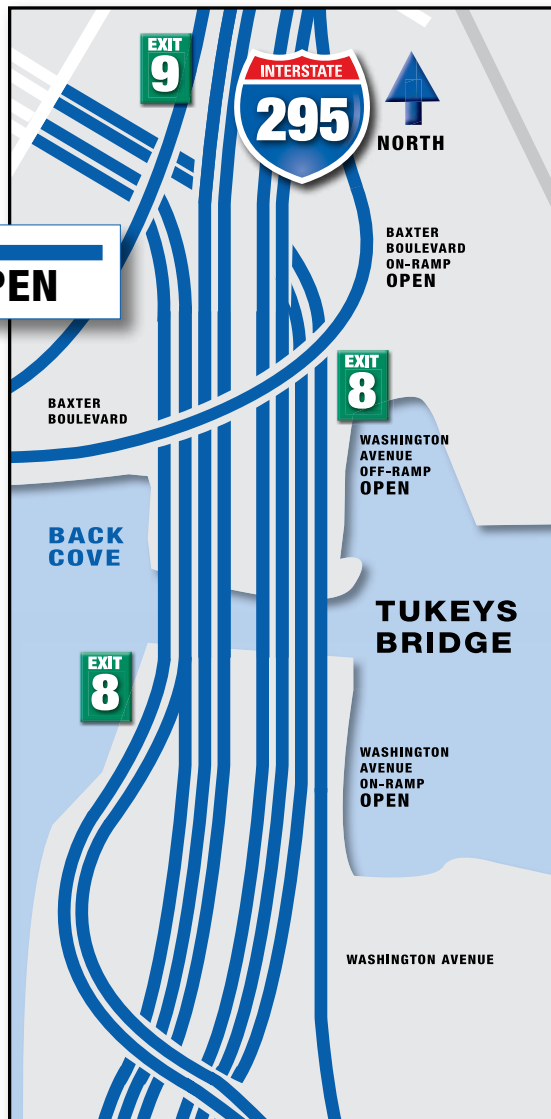 EXIT
9
INTERSTATE
295
NORTH
BAXTER
BOULEVARD
ON-RAMP
OPEN
EXIT
8
BAXTER
BOULEVARD
WASHINGTON
AVENUE
OFF-RAMP
OPEN
BACK
COVE
TUKEYS
BRIDGE
EXIT
8
WASHINGTON
AVENUE
ON-RAMP
OPEN
WASHINGTON AVENUE